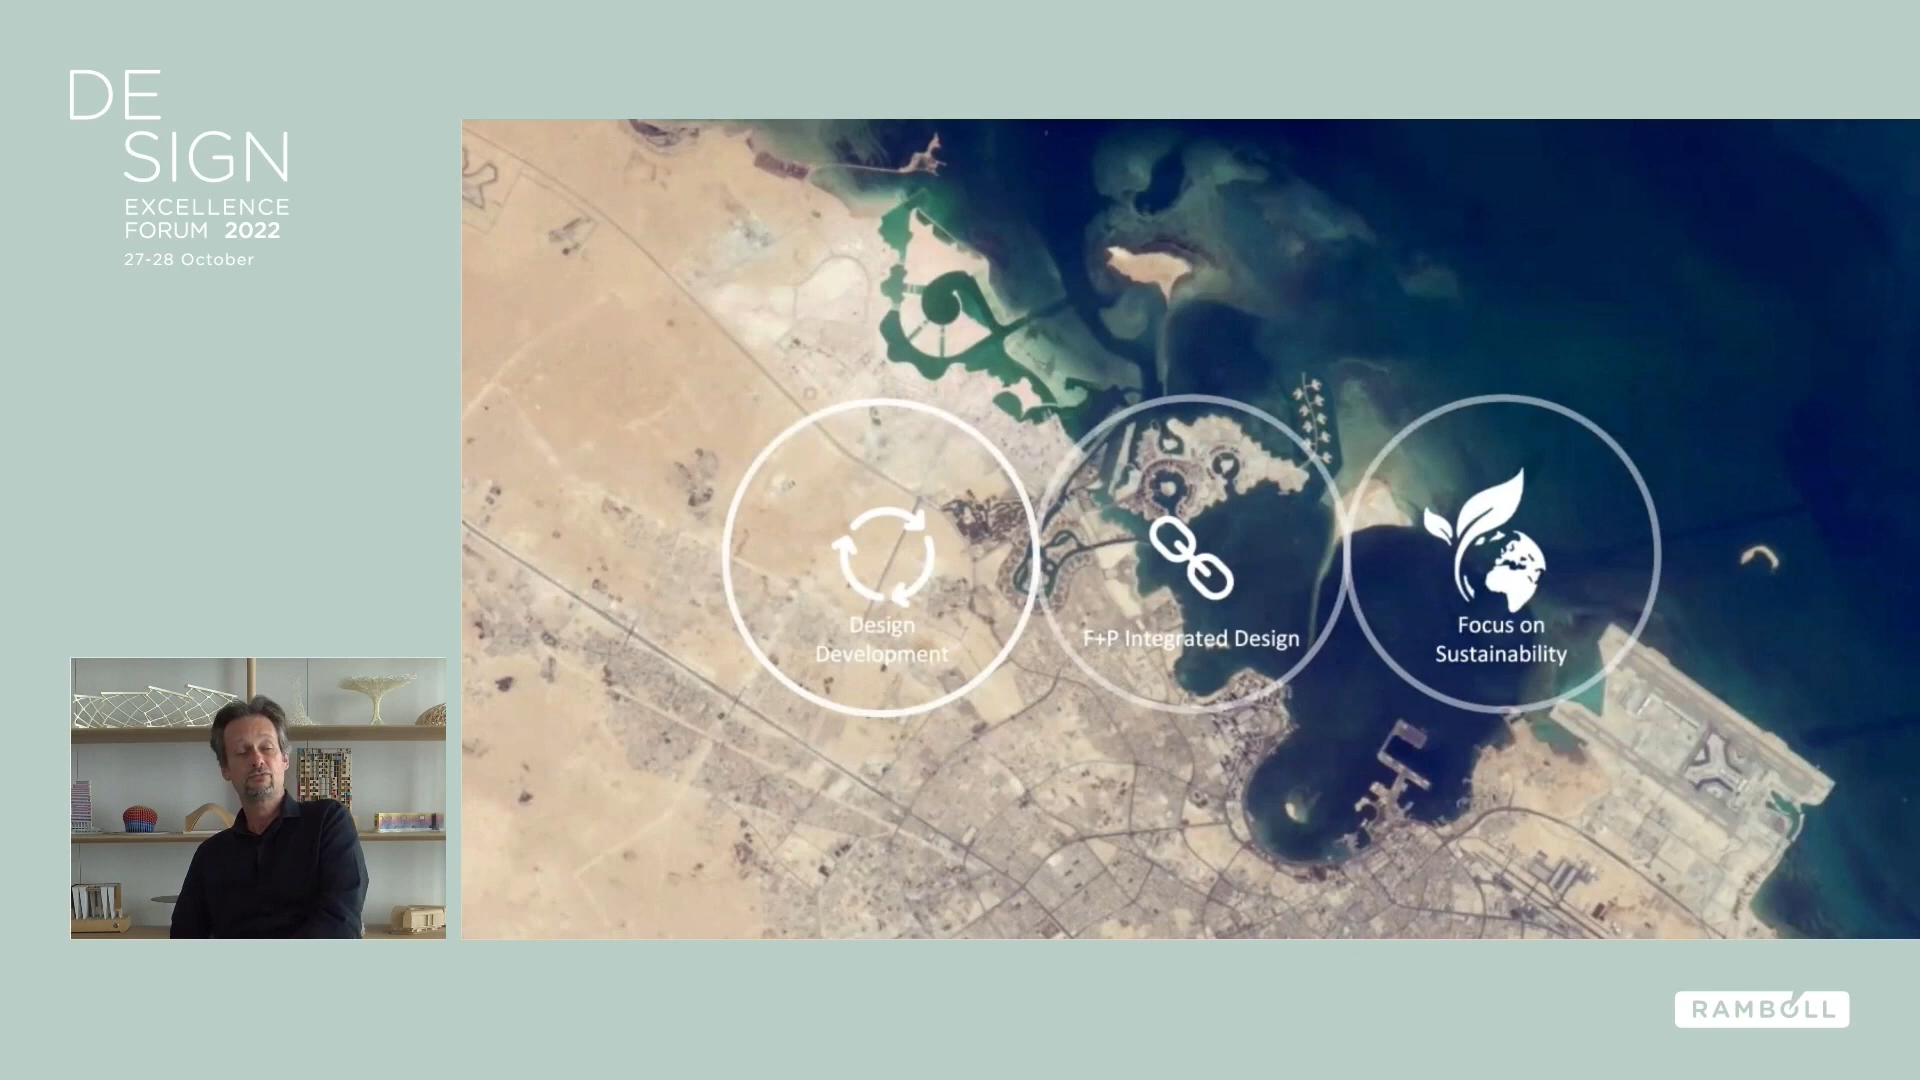 DE
SIGN
EXCELLENCE
FORUM 2022
27-28 October
Design
Development
F+P Integrated Design
Focus on
Sustainability
RAMBOLL